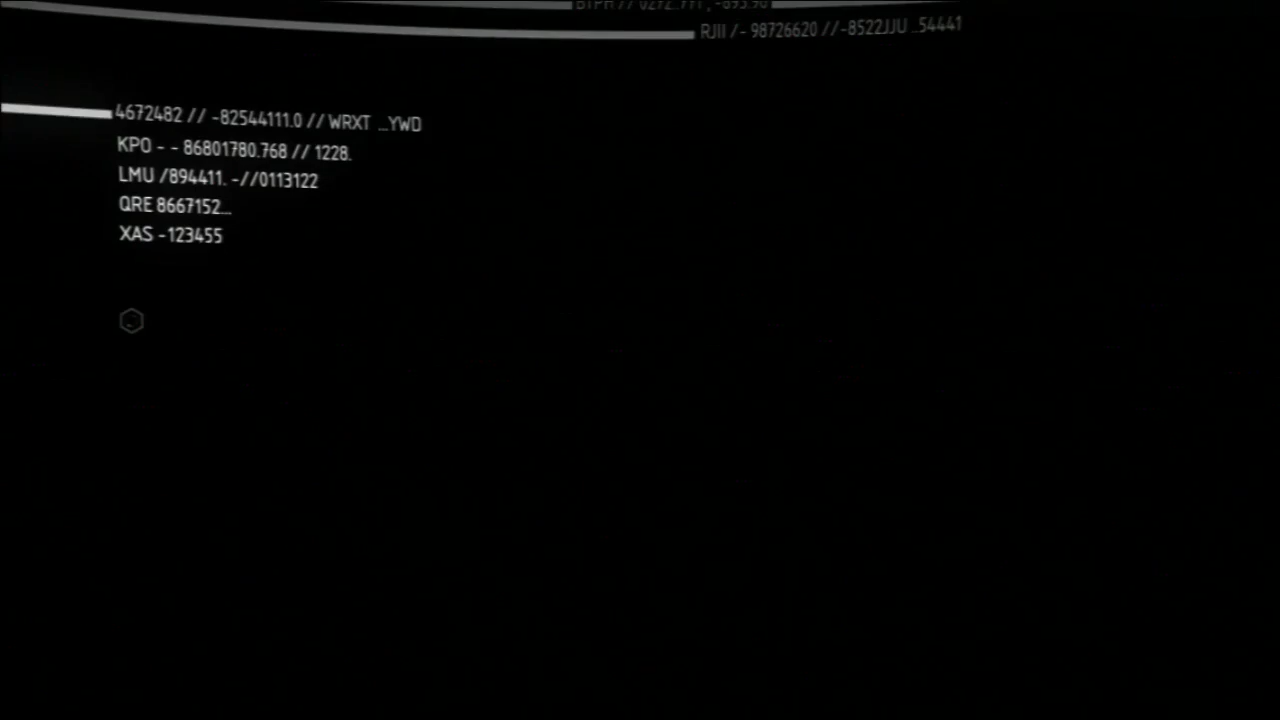 RJII /- 98726620 //-8522JJU ..54441
4672482 // -82544111.0 // WRXT ...YWD
KPO - - 86801780.768 // 1228.
LMU /894411. -//0113122
QRE 8667152...
XAS -123455